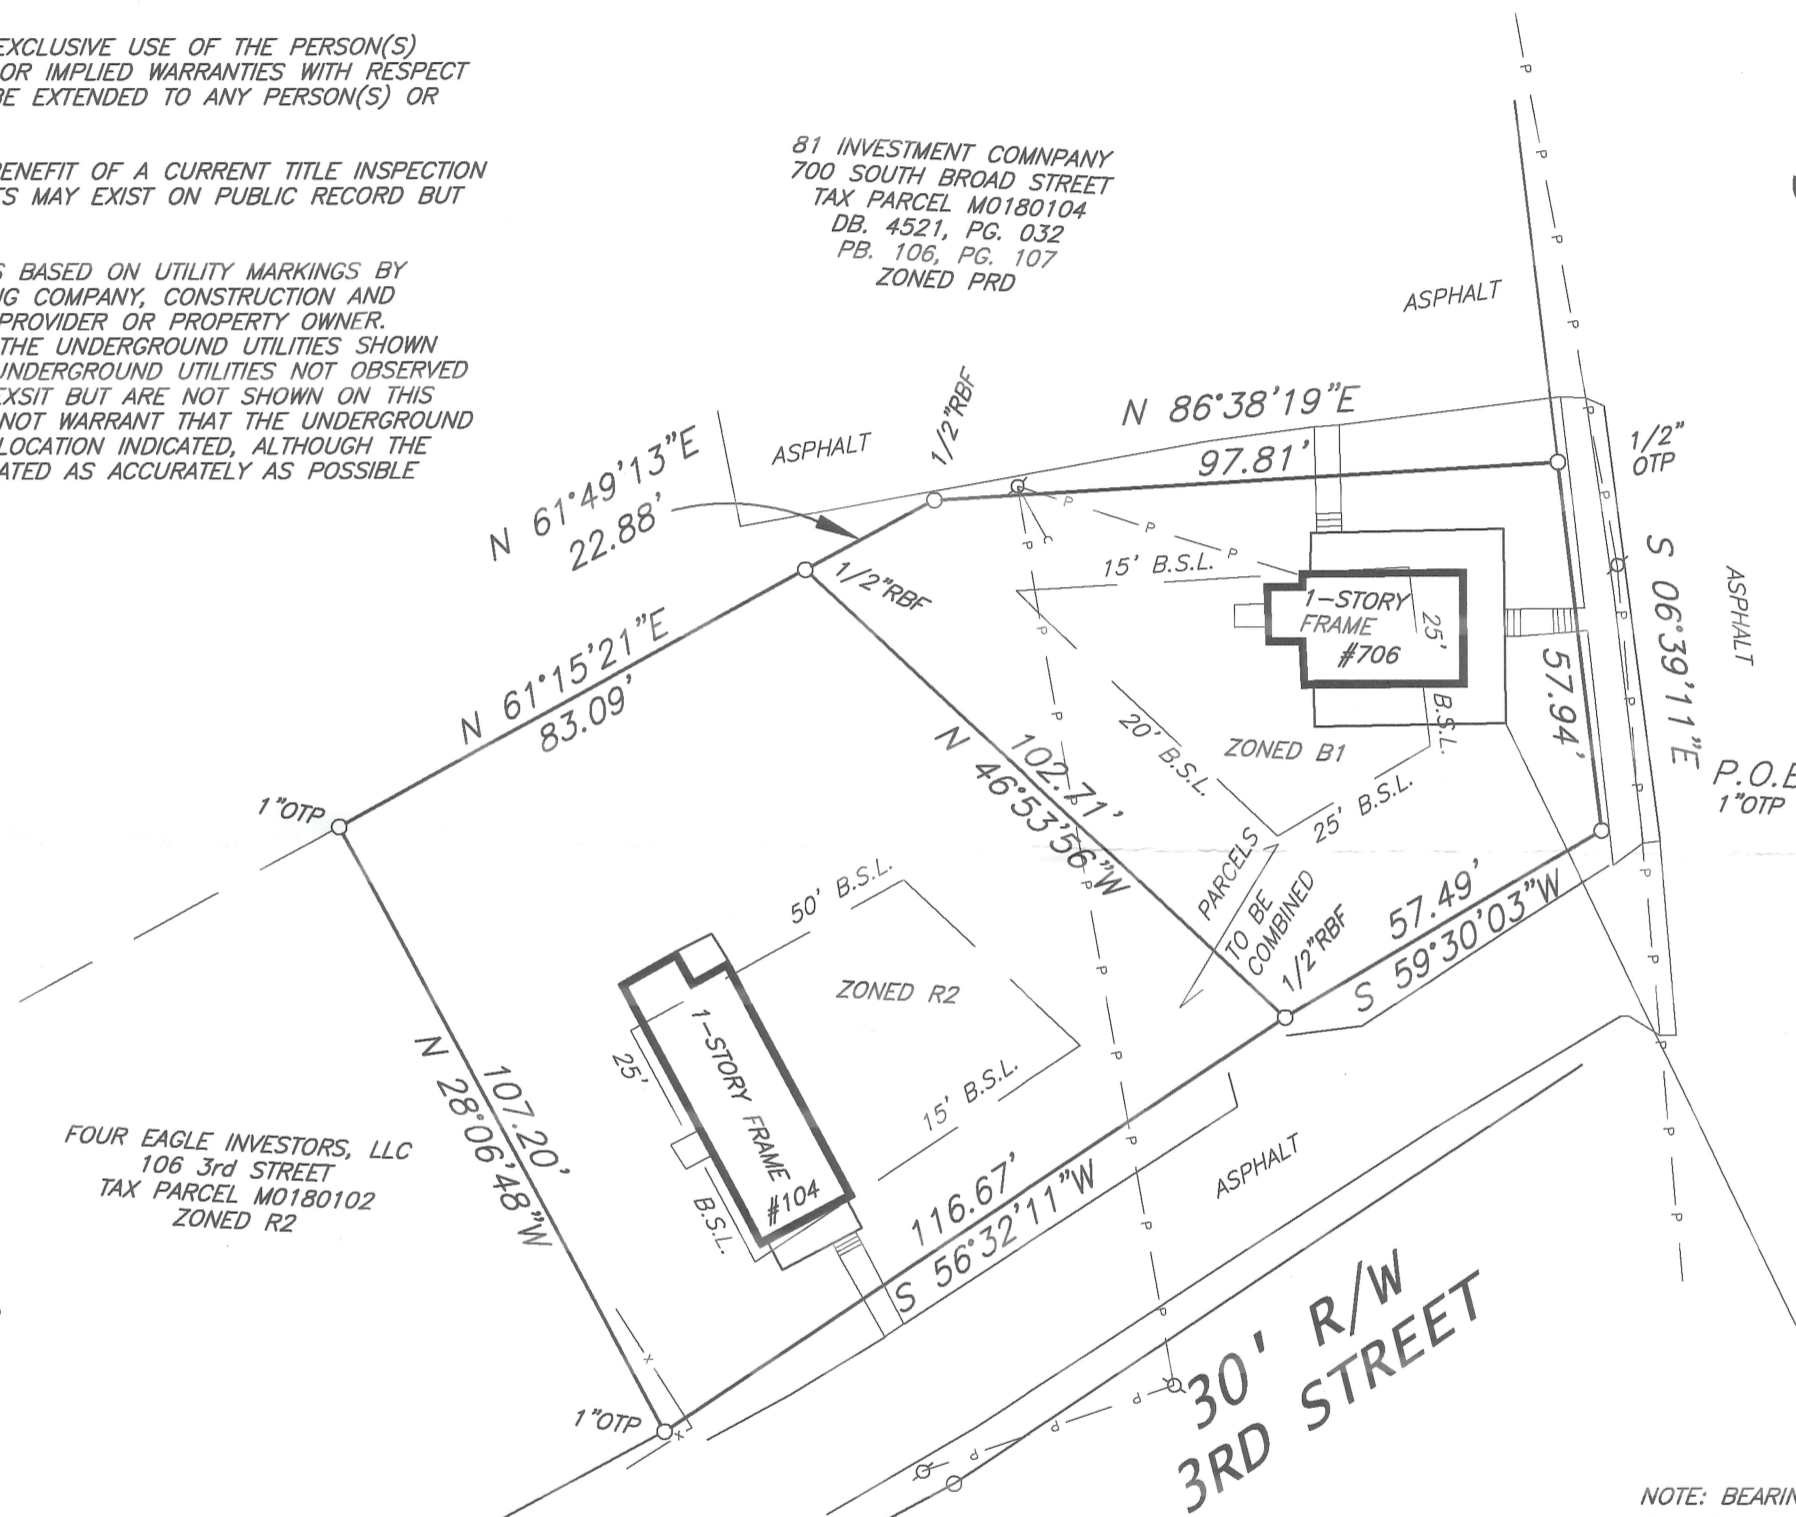 EXCLUSIVE USE OF THE PERSON(S)
OR IMPLIED WARRANTIES WITH RESPECT
BE EXTENDED TO ANY PERSON(S) OR
BENEFIT OF A CURRENT TITLE INSPECTION
MAY EXIST ON PUBLIC RECORD BUT
BASED ON UTILITY MARKINGS BY
COMPANY, CONSTRUCTION AND
PROVIDER OR PROPERTY OWNER.
THE UNDERGROUND UTILITIES SHOWN
UNDERGROUND UTILITIES NOT OBSERVED
EXSIT BUT ARE NOT SHOWN ON THIS
NOT WARRANT THAT THE UNDERGROUND
LOCATION INDICATED, ALTHOUGH THE
ATED AS ACCURATELY AS POSSIBLE
81 INVESTMENT COMNPANY
700 SOUTH BROAD STREET
TAX PARCEL M0180104
DB. 4521, PG. 032
PB. 106, PG. 107
ZONED PRD
ASPHALT
ASPHALT
1/2"RBF
N 86°38'19"E
97.81'
1/2"
OTP
N 61°49'13"E
22.88'
1/2"RBF
15' B.S.L.
1-STORY
FRAME
#706
25'
B.S.L.
57.94'
S 06°39'11"E
ASPHALT
N 61°15'21"E
83.09'
1"OTP
102.71'
N 46°53'56"W
20' B.S.L.
ZONED B1
25' B.S.L.
P.O.B
1"OTP
PARCELS
TO BE
COMBINED
1/2"RBF
57.49'
S 59°30'03"W
50' B.S.L.
ZONED R2
1-STORY FRAME
#104
25'
B.S.L.
15' B.S.L.
107.20'
N 28°06'48"W
FOUR EAGLE INVESTORS, LLC
106 3rd STREET
TAX PARCEL M0180102
ZONED R2
116.67'
S 56°32'11"W
ASPHALT
1"OTP
30' R/W
3RD STREET
NOTE: BEARIN